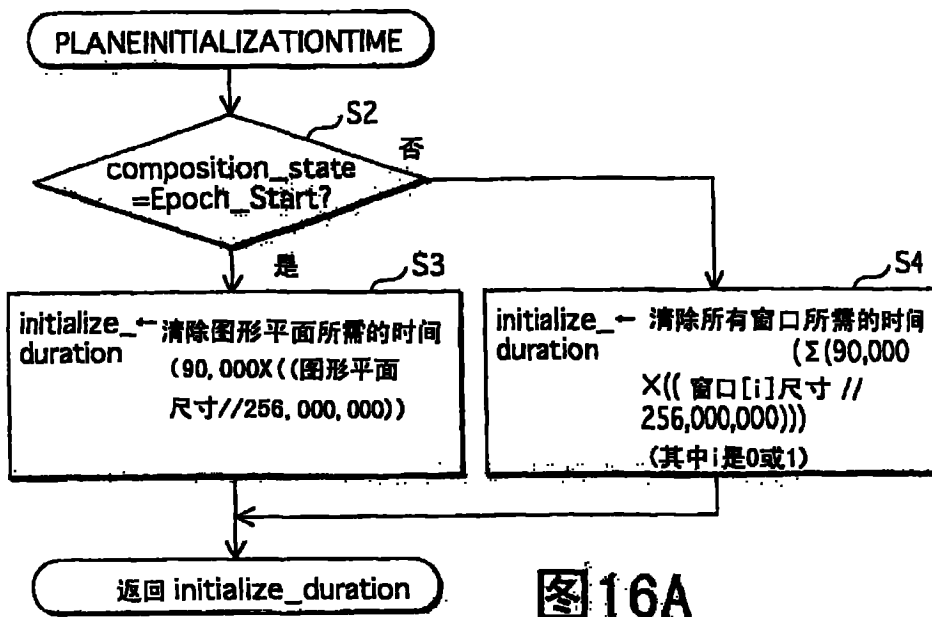 PLANEINITIALIZATIONTIME
S2
composition_state
=Epoch_Start?
否
是
S3
initialize_ ← 清除图形平面所需的时间
duration
(90,000X((图形平面
尺寸//256,000,000))
S4
initialize_ ← 清除所有窗口所需的时间
duration
(Σ(90,000
X(( 窗口[i]尺寸 //
256,000,000)))
(其中i是0或1)
返回 initialize_duration
图16A